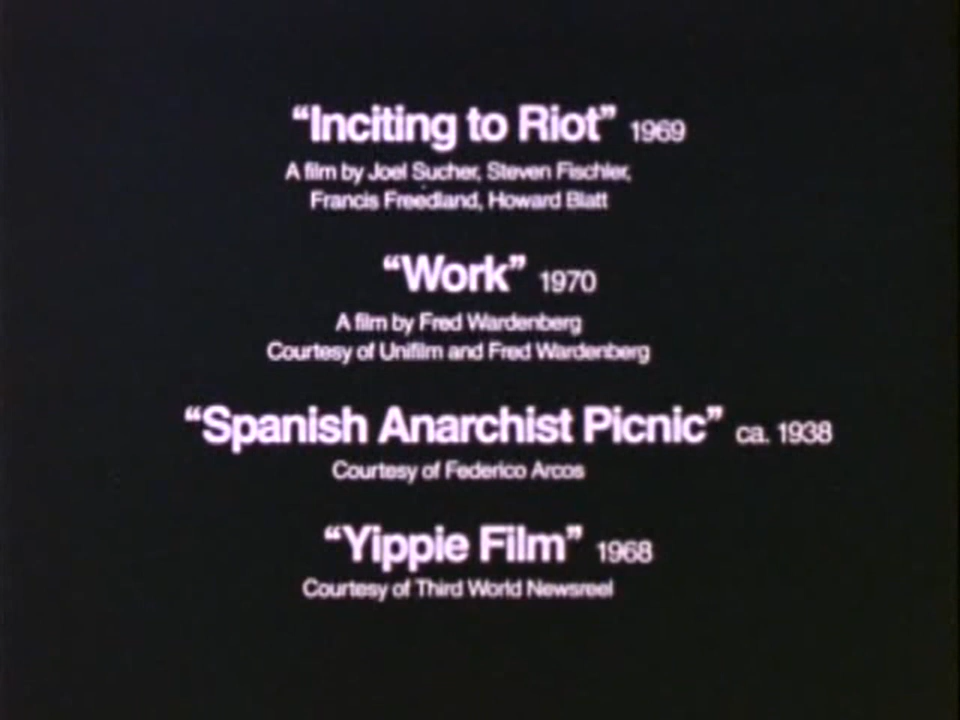 “Inciting to Riot” 1969
A film by Joel Sucher, Steven Fischler,
Francis Freedland, Howard Blatt
“Work” 1970
A film by Fred Wardenberg
Courtesy of Unifilm and Fred Wardenberg
“Spanish Anarchist Picnic” ca. 1938
Courtesy of Federico Arcos
“Yippie Film” 1968
Courtesy of Third World Newsreel